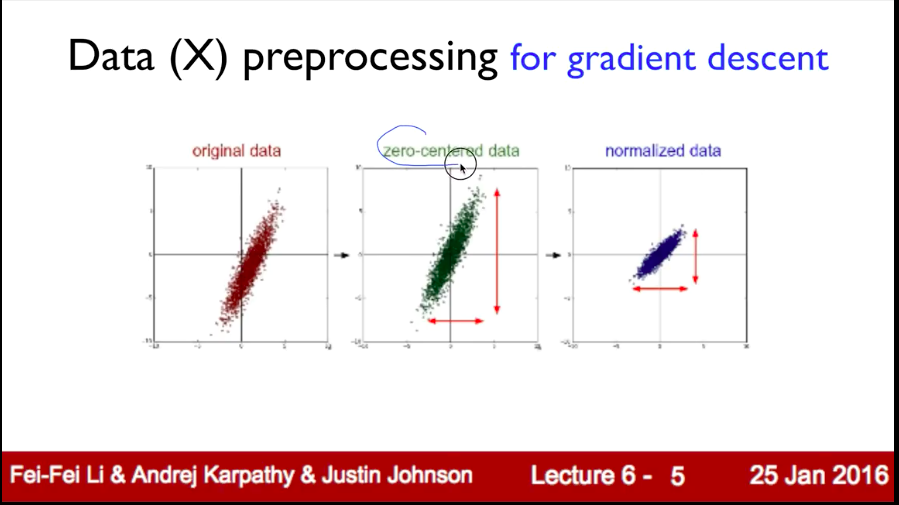 Data (X) preprocessing for gradient descent
original data
zero-centered data
normalized data
Fei-Fei Li & Andrej Karpathy & Justin Johnson
Lecture 6 - 5
25 Jan 2016